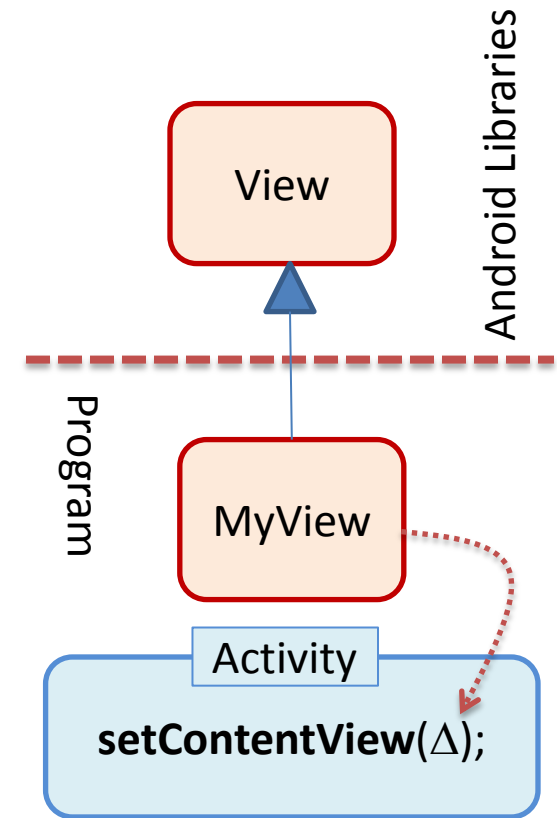 Android Libraries
View
Program
MyView
Activity
setContentView(Δ);